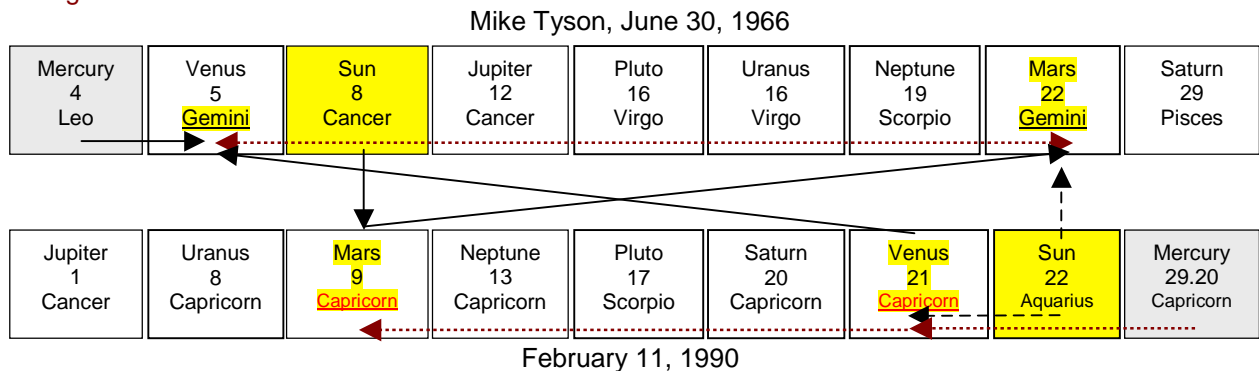 Mike Tyson, June 30, 1966
Mercury
4
Leo
Venus
5
Gemini
Sun
8
Cancer
Jupiter
12
Cancer
Pluto
16
Virgo
Uranus
16
Virgo
Neptune
19
Scorpio
Mars
22
Gemini
Saturn
29
Pisces
Jupiter
1
Cancer
Uranus
8
Capricorn
Mars
9
Capricorn
Neptune
13
Capricorn
Pluto
17
Scorpio
Saturn
20
Capricorn
Venus
21
Capricorn
Sun
22
Aquarius
Mercury
29.20
Capricorn
February 11, 1990